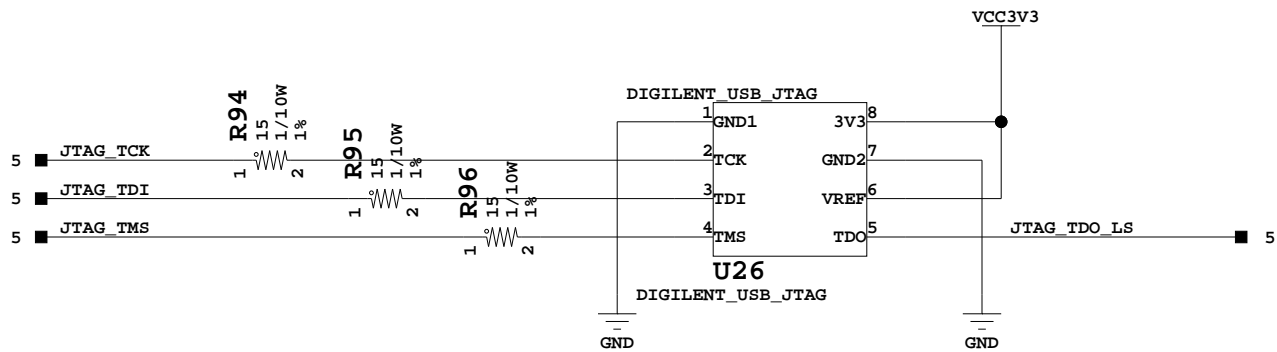 VCC3V3
DIGILENT_USB_JTAG
R94
15
1/10W
1%
1
GND1
3V3
8
5
JTAG_TCK
1
2
R95
15
1/10W
1%
2
TCK
GND2
7
5
JTAG_TDI
1
2
R96
15
1/10W
1%
3
TDI
VREF
6
5
JTAG_TMS
1
2
4
TMS
TDO
5
JTAG_TDO_LS
5
U26
DIGILENT_USB_JTAG
GND
GND